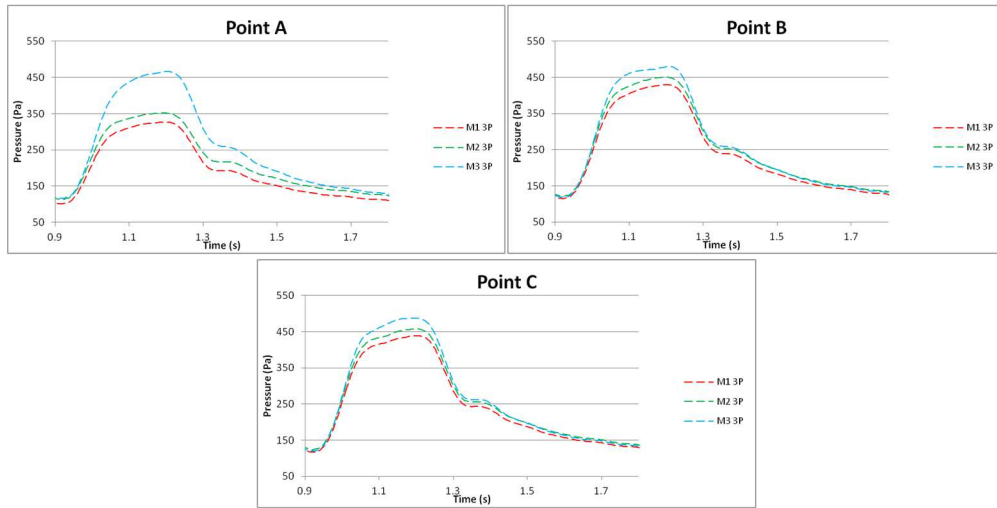 Point A
550
450
350
250
150
50
Pressure (Pa)
0.9 1.1 1.3 1.5 1.7
Time (s)
M1 3P
M2 3P
M3 3P
Point B
550
450
350
250
150
50
Pressure (Pa)
0.9 1.1 1.3 1.5 1.7
Time (s)
M1 3P
M2 3P
M3 3P
Point C
550
450
350
250
150
50
Pressure (Pa)
0.9 1.1 1.3 1.5 1.7
Time (s)
M1 3P
M2 3P
M3 3P